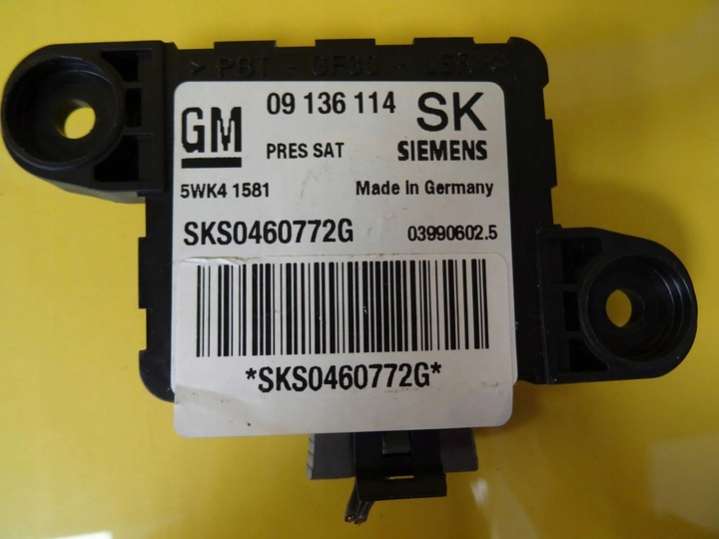 GM 09 136 114 SK
PRES SAT SIEMENS
5WK4 1581 Made in Germany
SKS0460772G 03990602.5
*SKS0460772G*